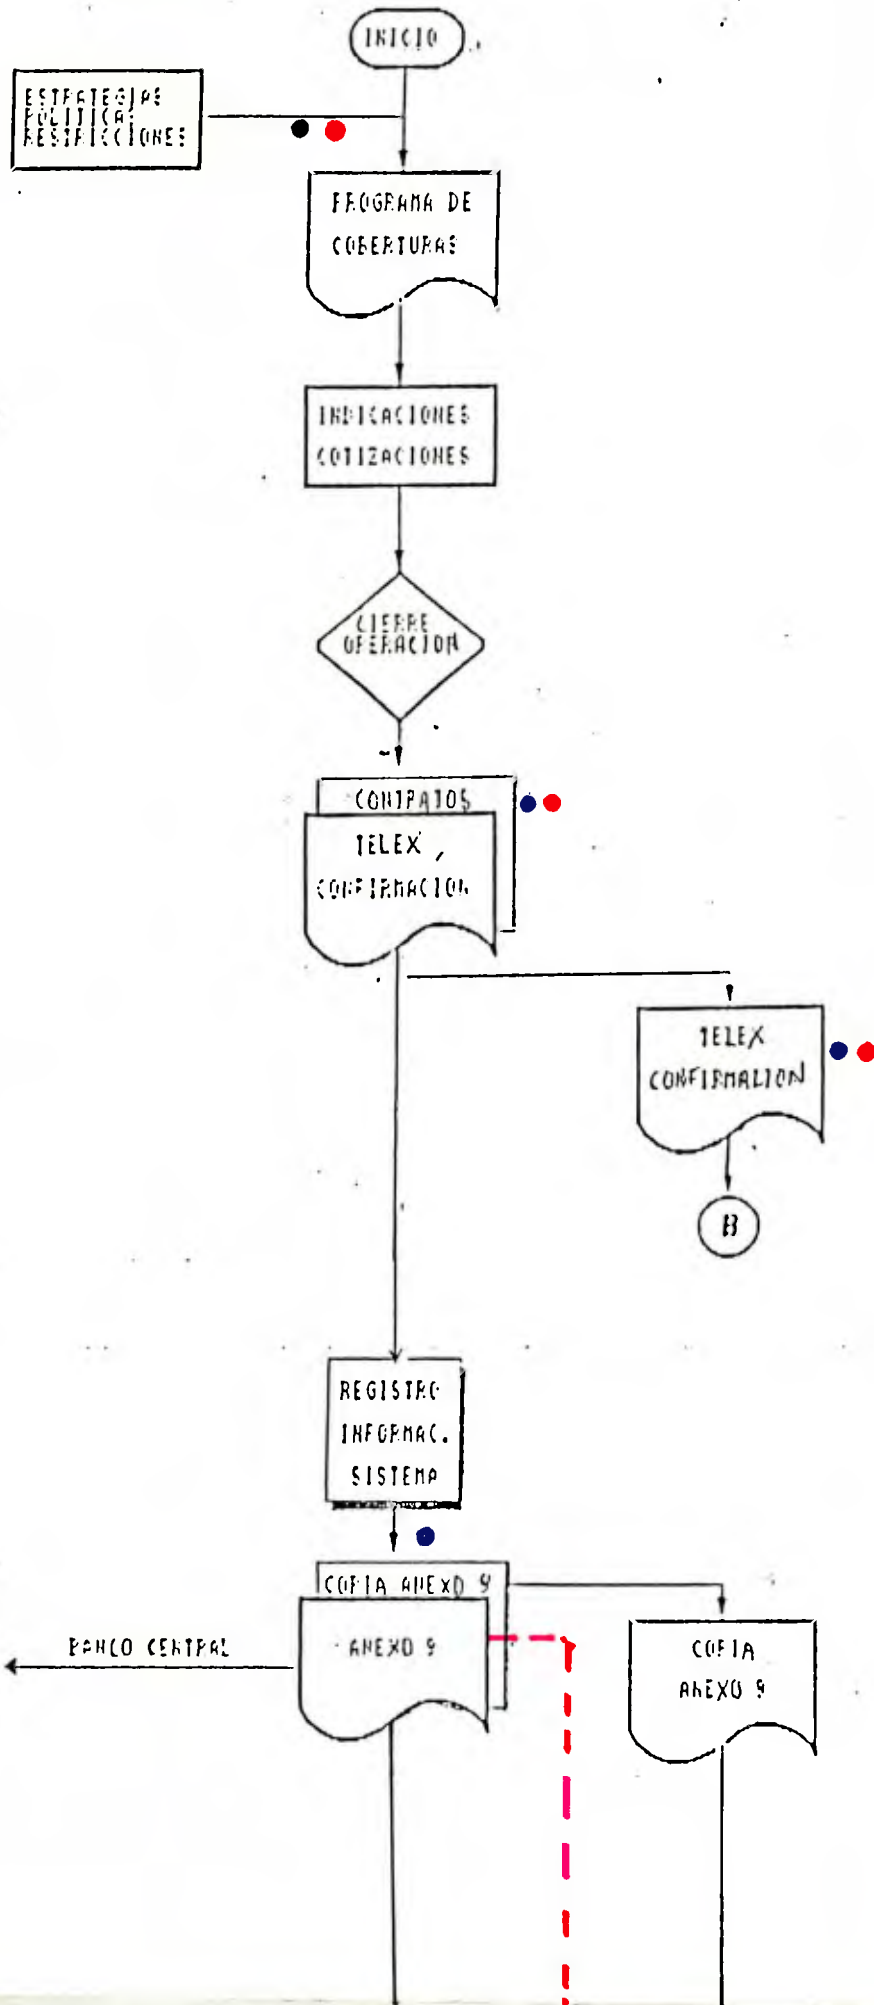 INICIO
ESTRATEGIAS
POLITICAS
RESTRICCIONES
PROGRAMA DE
COBERTURAS
INDICACIONES
COTIZACIONES
CIERRE
OPERACION
CONTRATOS
TELEX,
CONFIRMACION
TELEX
CONFIRMACION
B
REGISTRO
INFORMAC.
SISTEMA
COPIA ANEXO 9
ANEXO 9
BANCO CENTRAL
COPIA
ANEXO 9